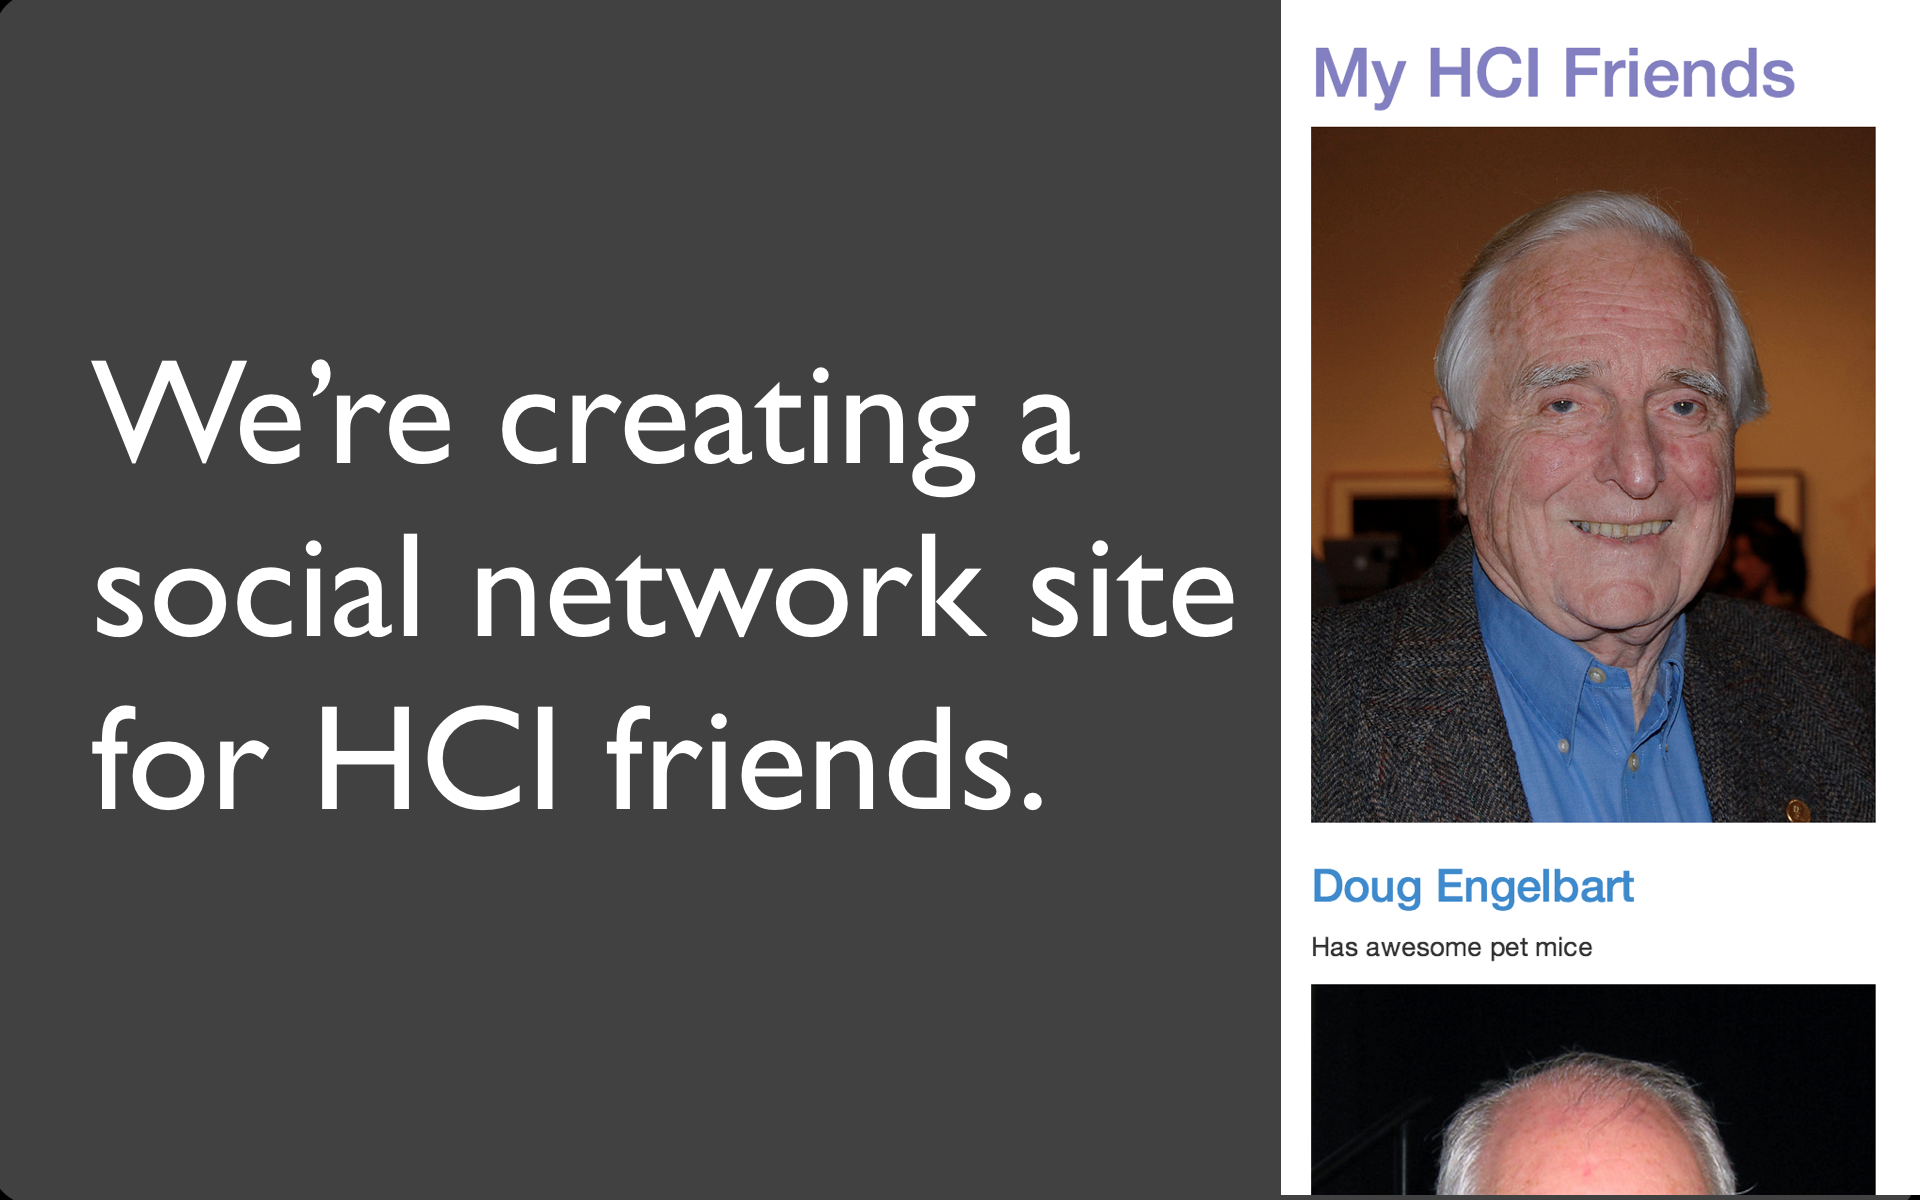 We’re creating a
social network site
for HCI friends.
My HCI Friends
Doug Engelbart
Has awesome pet mice